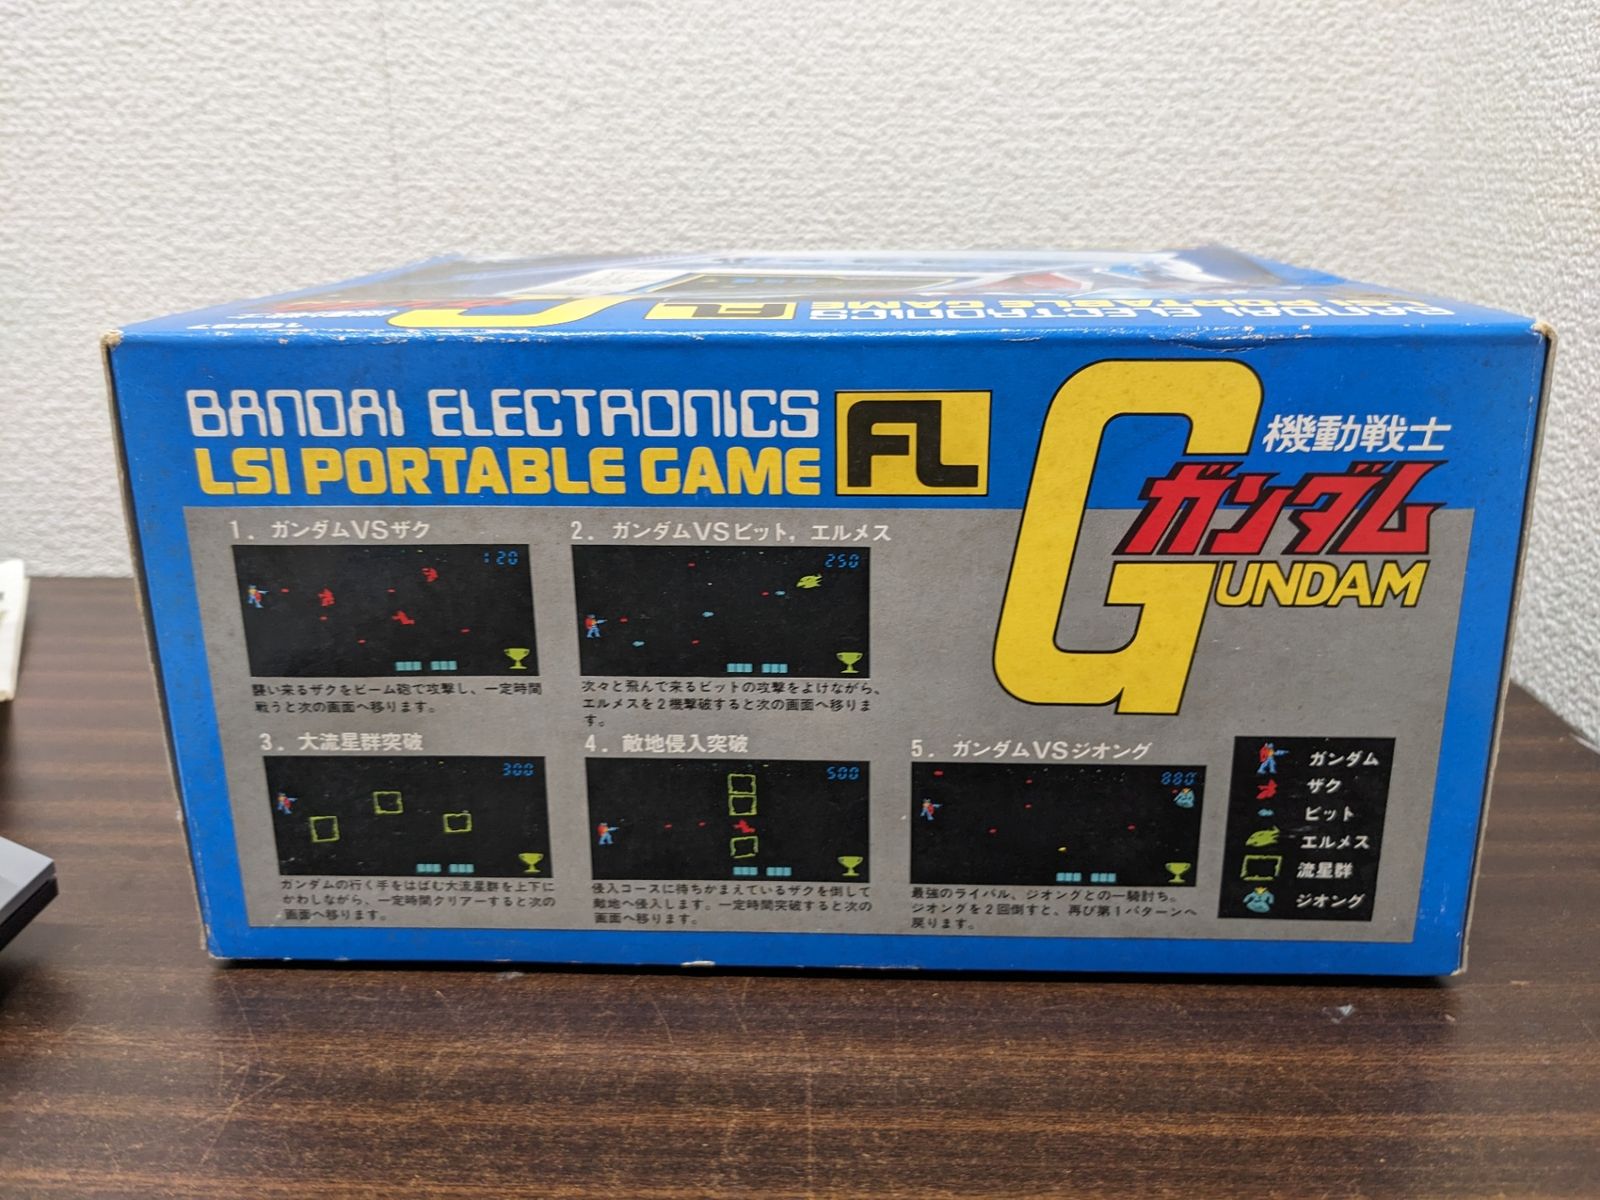 BANDAI ELECTRONICS
LSI PORTABLE GAME
FL
16237
BANDAI ELECTRONICS
LSI PORTABLE GAME
FL
機動戦士
ガンダム
GUNDAM
1. ガンダムVSザク
120
襲い来るザクをビーム砲で攻撃し、一定時間
戦うと次の画面へ移ります。
2. ガンダムVSビット,エルメス
250
次々と飛んで来るビットの攻撃をよけながら、
エルメスを2機撃破すると次の画面へ移りま
す。
3. 大流星群突破
300
ガンダムの行く手をはばむ大流星群を上下に
かわしながら、一定時間クリアーすると次の
画面へ移ります。
4. 敵地侵入突破
500
侵入コースに待ちかまえているザクを倒して
敵地へ侵入します。一定時間突破すると次の
画面へ移ります。
5. ガンダムVSジオング
880
最強のライバル、ジオングとの一騎討ち。
ジオングを2回倒すと、再び第1パターンへ
戻ります。
ガンダム
ザク
ビット
エルメス
流星群
ジオング